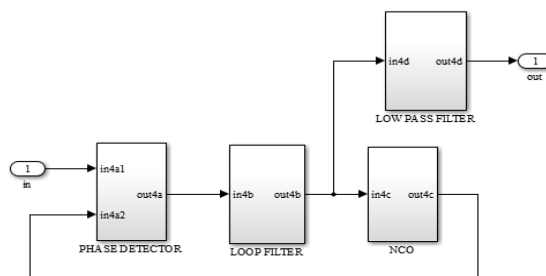 in4d
out4d
1
out
LOW PASS FILTER
1
in
in4a1
out4a
in4a2
PHASE DETECTOR
in4b
out4b
LOOP FILTER
in4c
out4c
NCO